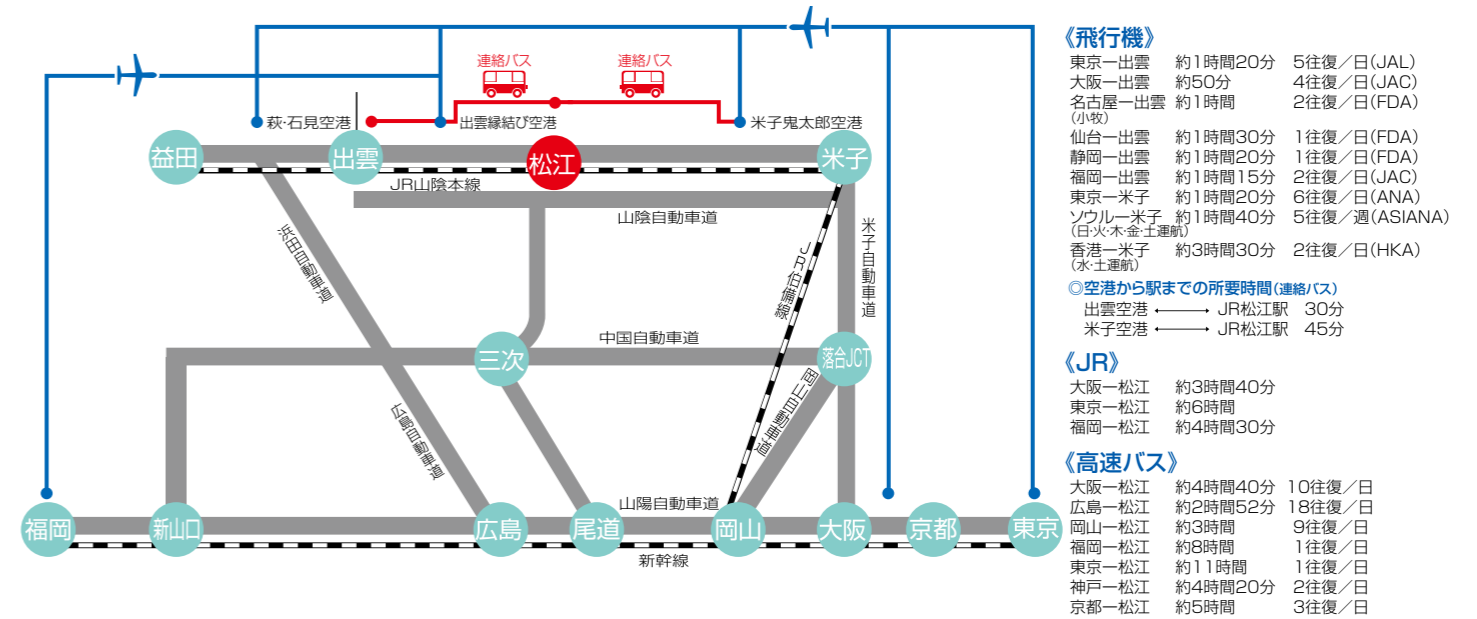 連絡バス
連絡バス
萩・石見空港
出雲縁結び空港
米子鬼太郎空港
益田
出雲
松江
米子
JR山陰本線
山陰自動車道
浜田自動車道
JR伯備線
米子自動車道
中国自動車道
三次
落合JCT
岡山自動車道
広島自動車道
山陽自動車道
福岡
新山口
広島
尾道
岡山
大阪
京都
東京
新幹線
《飛行機》
東京ー出雲 約1時間20分 5往復／日(JAL)
大阪ー出雲 約50分 4往復／日(JAC)
名古屋ー出雲 約1時間 2往復／日(FDA)
(小牧)
仙台ー出雲 約1時間30分 1往復／日(FDA)
静岡ー出雲 約1時間20分 1往復／日(FDA)
福岡ー出雲 約1時間15分 2往復／日(JAC)
東京ー米子 約1時間20分 6往復／日(ANA)
ソウルー米子 約1時間40分 5往復／週(ASIANA)
(日・火・木・金・土運航)
香港ー米子 約3時間30分 2往復／日(HKA)
(水・土運航)
◎空港から駅までの所要時間(連絡バス)
出雲空港 ⟷ JR松江駅 30分
米子空港 ⟷ JR松江駅 45分
《JR》
大阪ー松江 約3時間40分
東京ー松江 約6時間
福岡ー松江 約4時間30分
《高速バス》
大阪ー松江 約4時間40分 10往復／日
広島ー松江 約2時間52分 18往復／日
岡山ー松江 約3時間 9往復／日
福岡ー松江 約8時間 1往復／日
東京ー松江 約11時間 1往復／日
神戸ー松江 約4時間20分 2往復／日
京都ー松江 約5時間 3往復／日